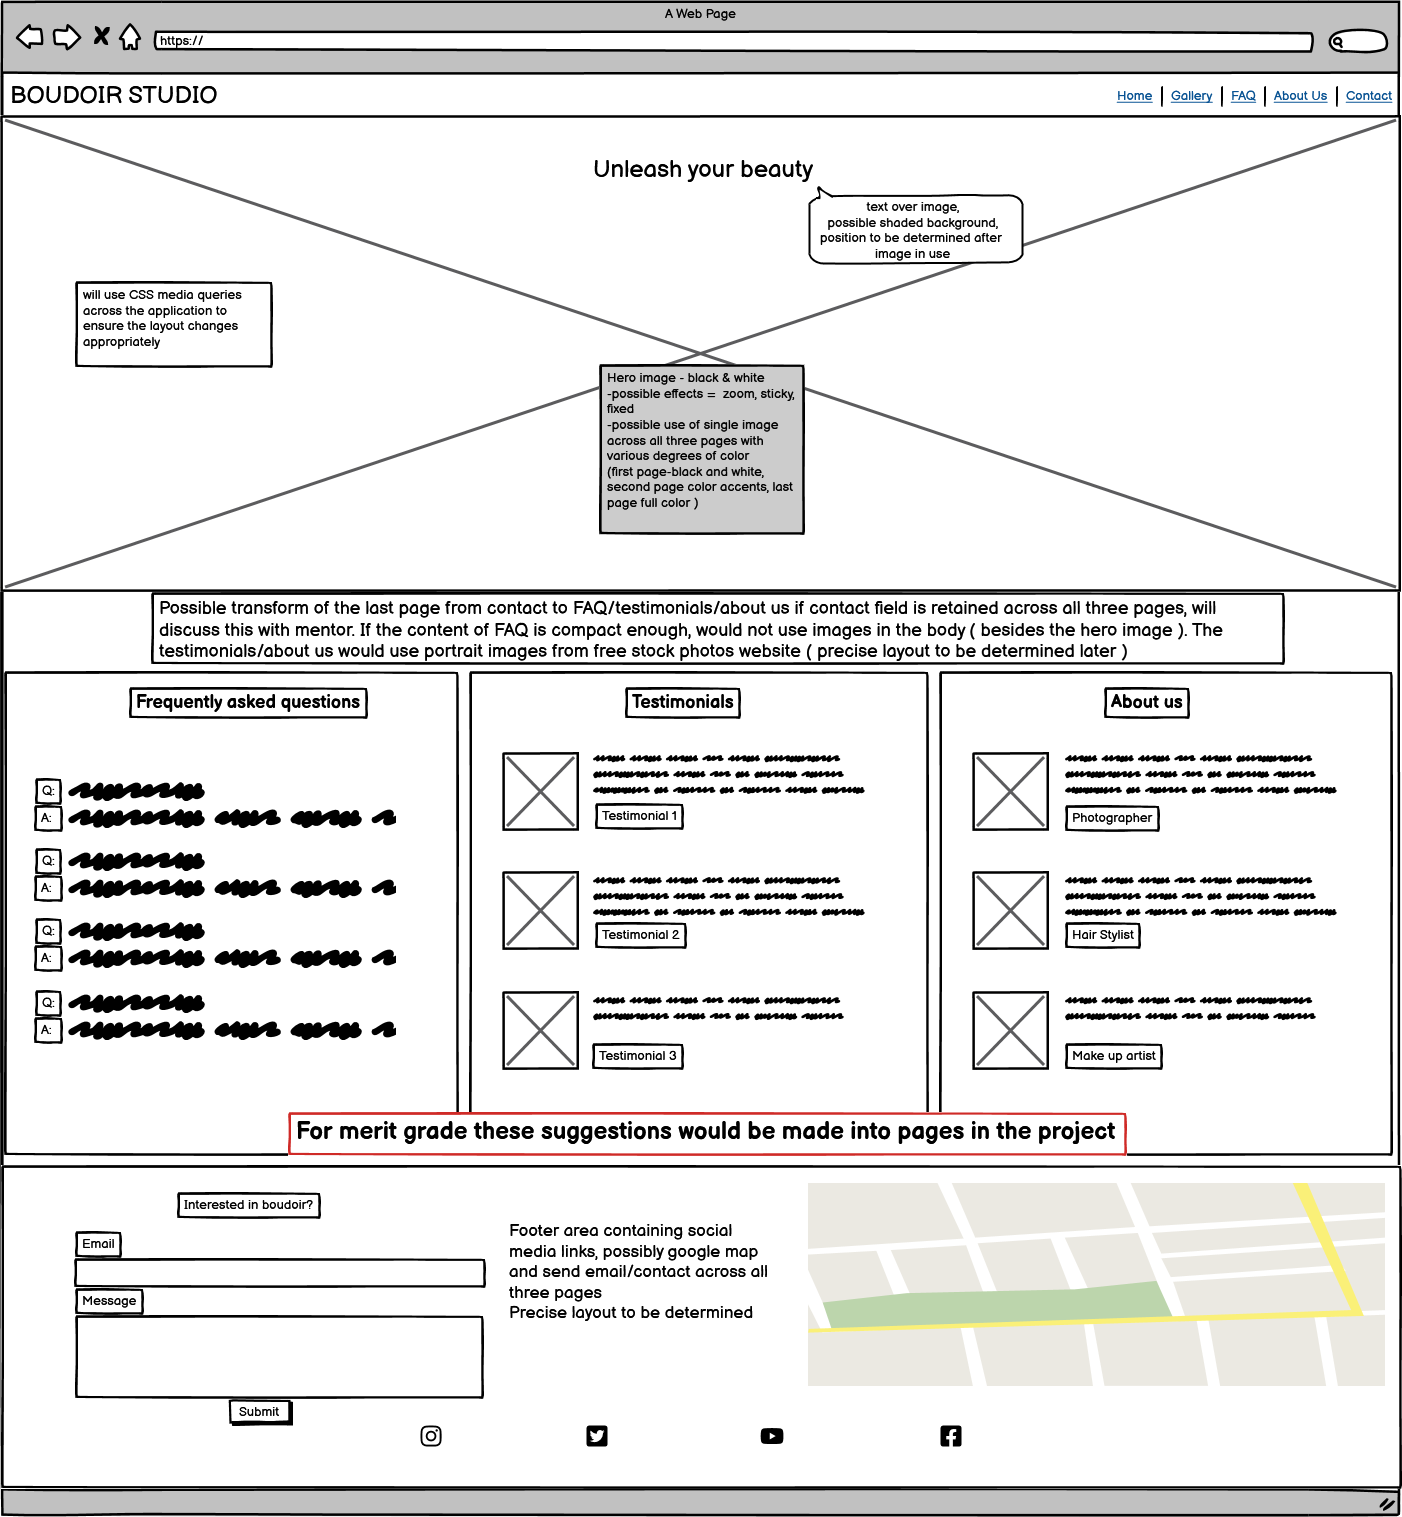 A Web Page
https://
BOUDOIR STUDIO
Home | Gallery | FAQ | About Us | Contact
Unleash your beauty
text over image,
possible shaded background,
position to be determined after
image in use
will use CSS media queries
across the application to
ensure the layout changes
appropriately
Hero image - black & white
-possible effects = zoom, sticky,
fixed
-possible use of single image
across all three pages with
various degrees of color
(first page-black and white,
second page color accents, last
page full color )
Possible transform of the last page from contact to FAQ/testimonials/about us if contact field is retained across all three pages, will
discuss this with mentor. If the content of FAQ is compact enough, would not use images in the body ( besides the hero image ). The
testimonials/about us would use portrait images from free stock photos website ( precise layout to be determined later )
Frequently asked questions
Q:
A:
Q:
A:
Q:
A:
Q:
A:
Testimonials
Testimonial 1
Testimonial 2
Testimonial 3
About us
Photographer
Hair Stylist
Make up artist
For merit grade these suggestions would be made into pages in the project
Interested in boudoir?
Email
Message
Submit
Footer area containing social
media links, possibly google map
and send email/contact across all
three pages
Precise layout to be determined